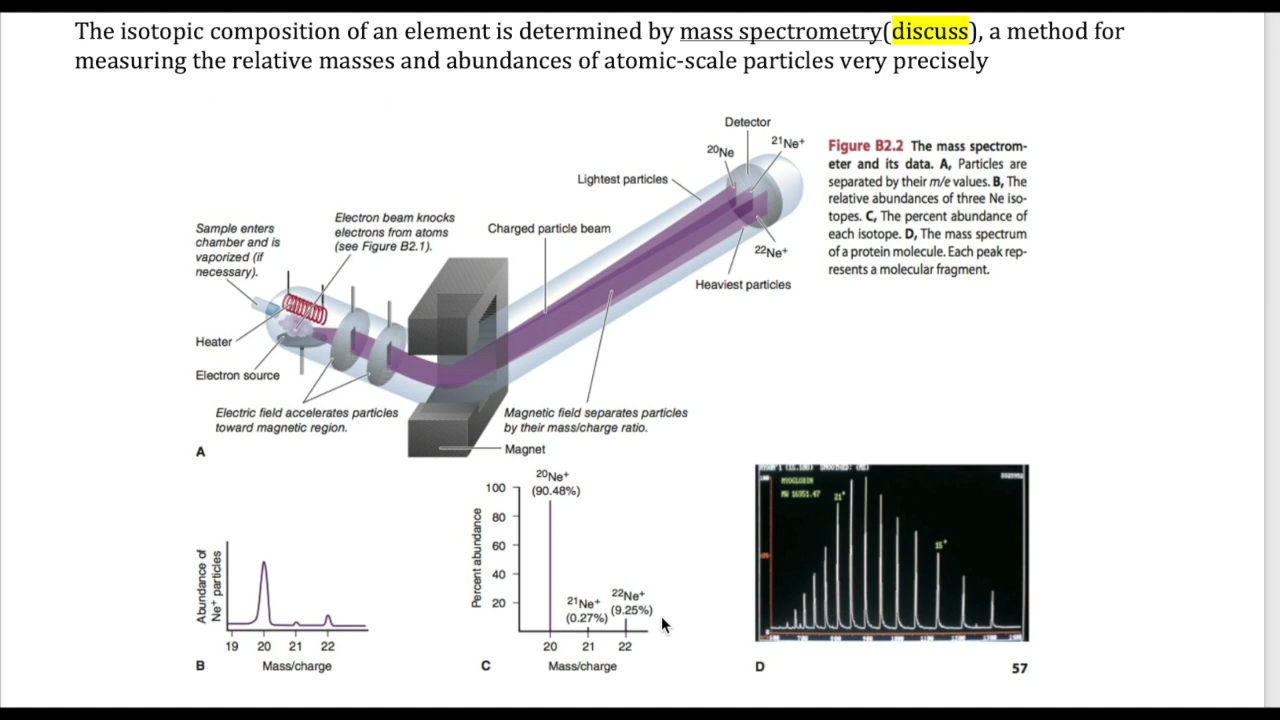 The isotopic composition of an element is determined by mass spectrometry(discuss), a method for
measuring the relative masses and abundances of atomic-scale particles very precisely
Detector
²⁰Ne
²¹Ne⁺
Lightest particles
Figure B2.2 The mass spectrom-
eter and its data. A, Particles are
separated by their m/e values. B, The
relative abundances of three Ne iso-
topes. C, The percent abundance of
each isotope. D, The mass spectrum
of a protein molecule. Each peak rep-
resents a molecular fragment.
Sample enters
chamber and is
vaporized (if
necessary).
Electron beam knocks
electrons from atoms
(see Figure B2.1).
Charged particle beam
²²Ne⁺
Heaviest particles
Heater
Electron source
Electric field accelerates particles
toward magnetic region.
Magnetic field separates particles
by their mass/charge ratio.
Magnet
A
Abundance of
Ne⁺ particles
19 20 21 22
B
Mass/charge
Percent abundance
100
80
60
40
20
²⁰Ne⁺
(90.48%)
²¹Ne⁺
(0.27%)
²²Ne⁺
(9.25%)
20 21 22
C
Mass/charge
MYOGLOBIN
MW 16951.47
21⁺
15⁺
D
57